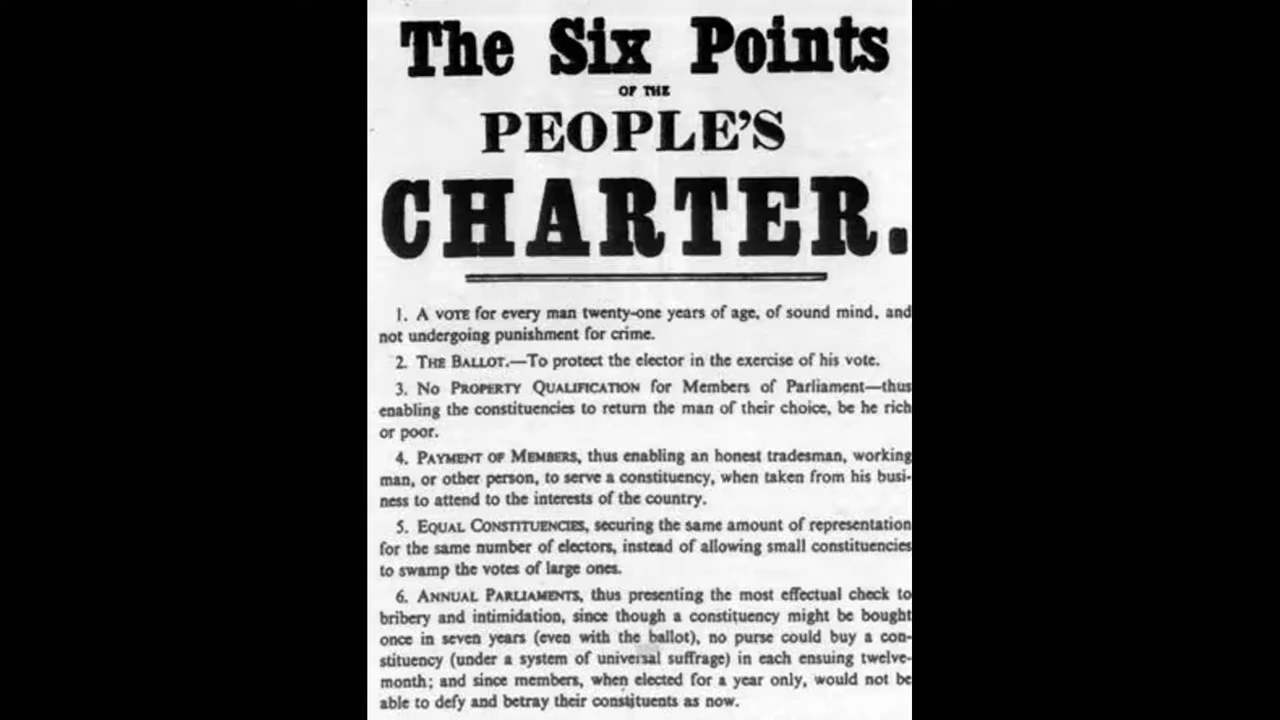 The Six Points
OF THE
PEOPLE'S
CHARTER.
1. A VOTE for every man twenty-one years of age, of sound mind, and
not undergoing punishment for crime.
2. THE BALLOT.—To protect the elector in the exercise of his vote.
3. No PROPERTY QUALIFICATION for Members of Parliament—thus
enabling the constituencies to return the man of their choice, be he rich
or poor.
4. PAYMENT OF MEMBERS, thus enabling an honest tradesman, working
man, or other person, to serve a constituency, when taken from his busi-
ness to attend to the interests of the country.
5. EQUAL CONSTITUENCIES, securing the same amount of representation
for the same number of electors, instead of allowing small constituencies
to swamp the votes of large ones.
6. ANNUAL PARLIAMENTS, thus presenting the most effectual check to
bribery and intimidation, since though a constituency might be bought
once in seven years (even with the ballot), no purse could buy a con-
stituency (under a system of universal suffrage) in each ensuing twelve-
month; and since members, when elected for a year only, would not be
able to defy and betray their constituents as now.